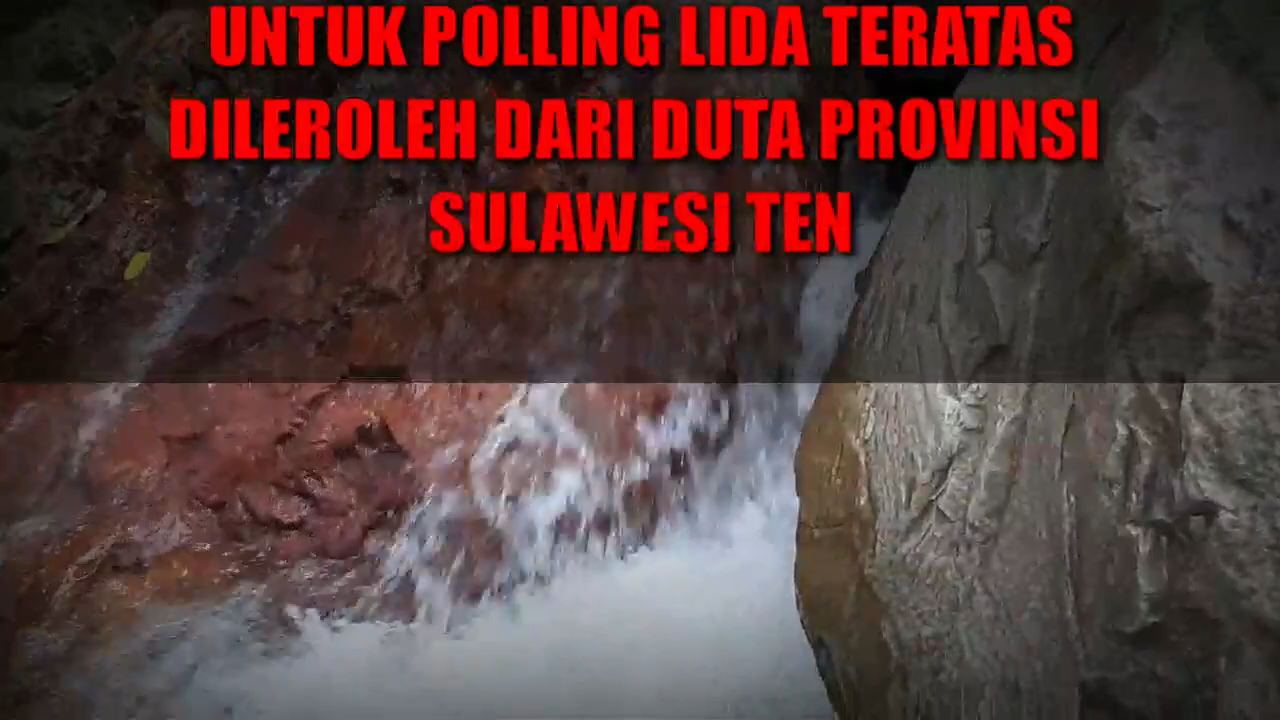 UNTUK POLLING LIDA TERATAS
DILEROLEH DARI DUTA PROVINSI
SULAWESI TEN